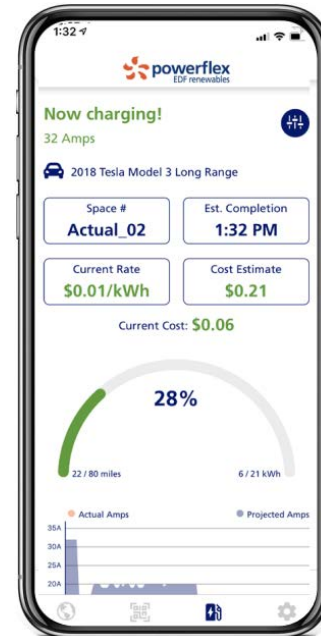 1:32
powerflex
EDF renewables
Now charging!
32 Amps
2018 Tesla Model 3 Long Range
Space # Est. Completion
Actual_02 1:32 PM
Current Rate Cost Estimate
$0.01/kWh $0.21
Current Cost: $0.06
28%
22 / 80 miles 6 / 21 kWh
Actual Amps Projected Amps
35A
30A
25A
20A